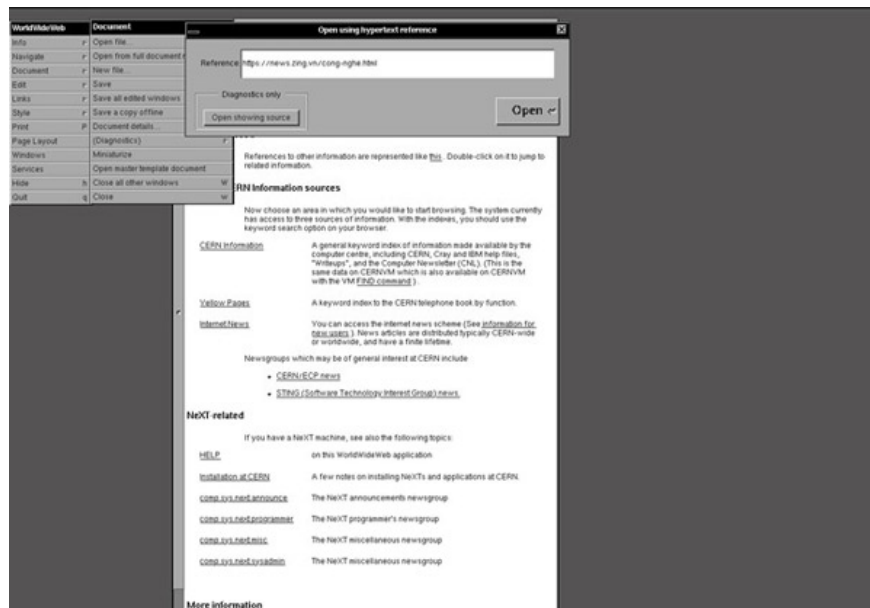 WorldWideWeb
Info r
Navigate r
Document r
Edit r
Links r
Style r
Print P
Page Layout
Windows
Services
Hide h
Quit q
Document
Open file...
Open from full document
New file...
Save
Save all edited windows
Save a copy offline
Document details...
(Diagnostics) r
Miniaturize
Open master template document
Close all other windows W
Close w
Open using hypertext reference
Reference https://news.zing.vn/cong-nghe.html
Diagnostics only
Open showing source
Open
References to other information are represented like this . Double-click on it to jump to
related information.
RN Information sources
Now choose an area in which you would like to start browsing. The system currently
has access to three sources of information. With the indexes, you should use the
keyword search option on your browser.
CERN Information A general keyword index of information made available by the
computer centre, including CERN, Cray and IBM help files,
"Writeups", and the Computer Newsletter (CNL). (This is the
same data on CERNVM which is also available on CERNVM
with the VM FIND command ).
Yellow Pages A keyword index to the CERN telephone book by function.
Internet News You can access the internet news scheme (See information for
new users ). News articles are distributed typically CERN-wide
or worldwide, and have a finite lifetime.
Newsgroups which may be of general interest at CERN include
• CERN/ECP news
• STING (Software Technology Interest Group) news.
NeXT-related
If you have a NeXT machine, see also the following topics:
HELP on this WorldWideWeb application
Installation at CERN A few notes on installing NeXTs and applications at CERN.
comp.sys.next.announce The NeXT announcements newsgroup
comp.sys.next.programmer The NeXT programmer's newsgroup
comp.sys.next.misc The NeXT miscellaneous newsgroup
comp.sys.next.sysadmin The NeXT miscellaneous newsgroup
More information